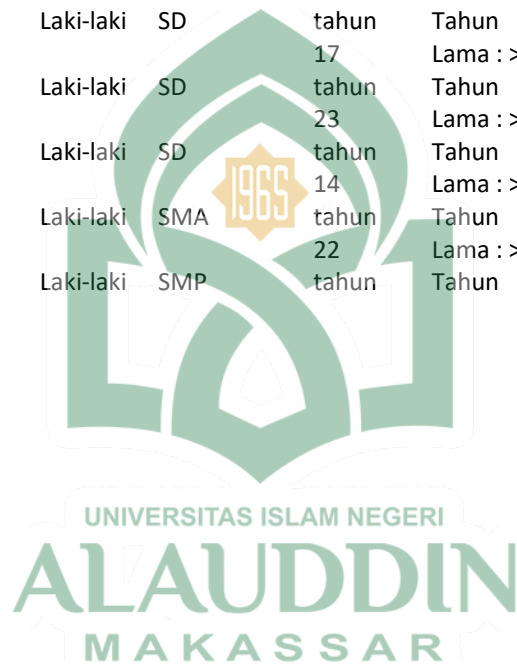 Laki-laki SD tahun Tahun
17 Lama : >
Laki-laki SD tahun Tahun
23 Lama : >
Laki-laki SD tahun Tahun
14 Lama : >
Laki-laki SMA tahun Tahun
22 Lama : >
Laki-laki SMP tahun Tahun
1965
UNIVERSITAS ISLAM NEGERI
ALAUDDIN
MAKASSAR